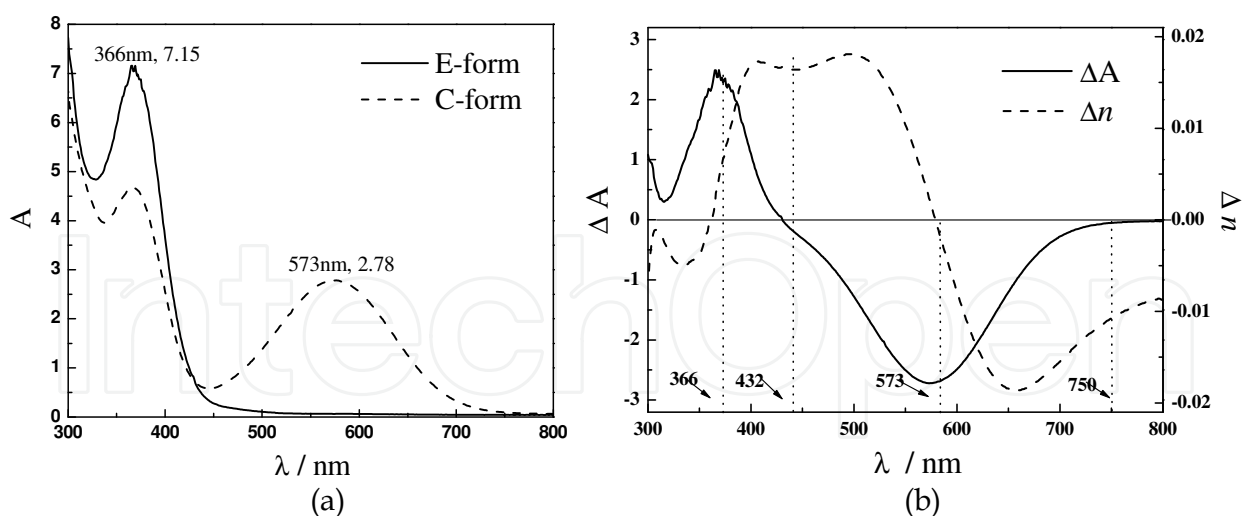 8
7
6
5
4
3
2
1
0
A
366nm, 7.15
573nm, 2.78
E-form
C-form
300 400 500 600 700 800
λ / nm
(a)
3
2
1
0
-1
-2
-3
Δ A
ΔA
Δn
366
432
573
750
0.02
0.01
0.00
-0.01
-0.02
Δ n
300 400 500 600 700 800
λ / nm
(b)
IntechOpen